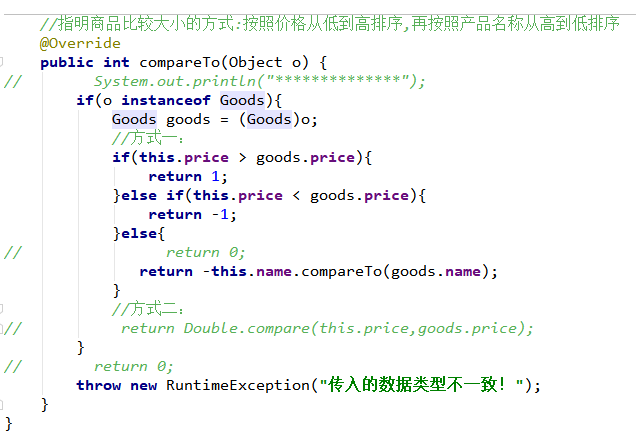 //指明商品比较大小的方式:按照价格从低到高排序,再按照产品名称从高到低排序
@Override
public int compareTo(Object o) {
//        System.out.println("**************");
if(o instanceof Goods){
Goods goods = (Goods)o;
//方式一：
if(this.price > goods.price){
return 1;
}else if(this.price < goods.price){
return -1;
}else{
//                return 0;
return -this.name.compareTo(goods.name);
}
//方式二：
//           return Double.compare(this.price,goods.price);
}
//        return 0;
throw new RuntimeException("传入的数据类型不一致！");
}
}